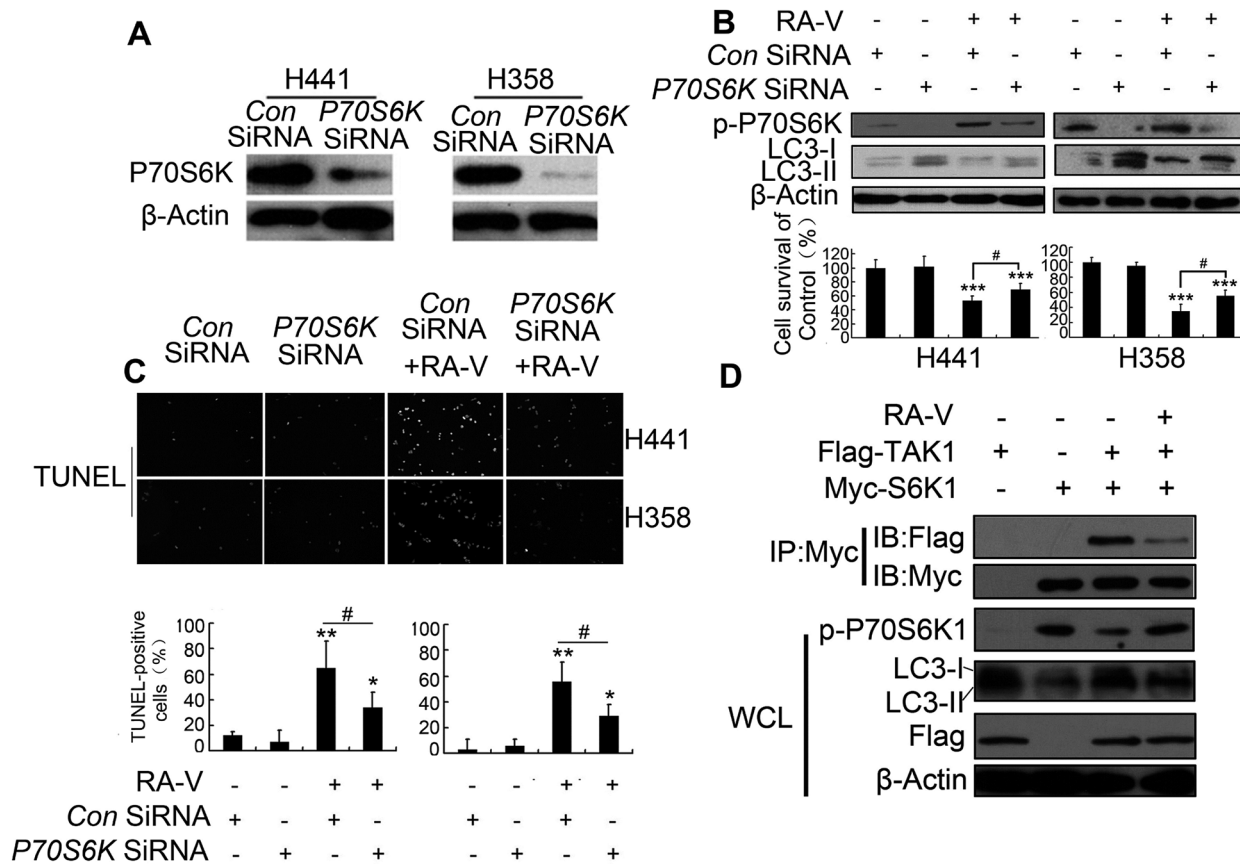 A
H441 H358
Con SiRNA P70S6K SiRNA Con SiRNA P70S6K SiRNA
P70S6K
β-Actin
B
RA-V - - + + - - + +
Con SiRNA + - + - + - + -
P70S6K SiRNA - + - + - + - +
p-P70S6K
LC3-I
LC3-II
β-Actin
Cell survival of Control (%)
120 100 80 60 40 20 0
*** # ***
H441
120 100 80 60 40 20 0
*** # ***
H358
C
Con SiRNA P70S6K SiRNA Con SiRNA +RA-V P70S6K SiRNA +RA-V
TUNEL
H441
H358
TUNEL-positive cells (%)
100 80 60 40 20 0
** # *
100 80 60 40 20 0
** # *
RA-V - - + + - - + +
Con SiRNA + - + - + - + -
P70S6K SiRNA - + - + - + - +
D
RA-V - - - +
Flag-TAK1 + - + +
Myc-S6K1 - + + +
IP:Myc
IB:Flag
IB:Myc
WCL
p-P70S6K1
LC3-I
LC3-II
Flag
β-Actin